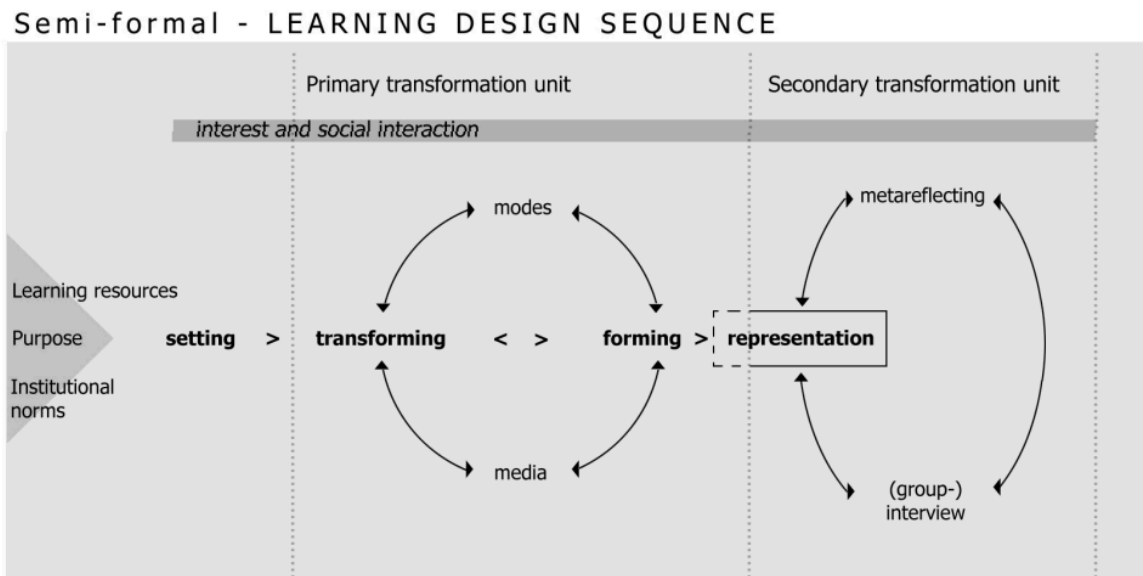 Semi-formal - LEARNING DESIGN SEQUENCE
Primary transformation unit
Secondary transformation unit
interest and social interaction
modes
metareflecting
Learning resources
Purpose
setting > transforming < > forming > representation
Institutional
norms
media
(group-)
interview